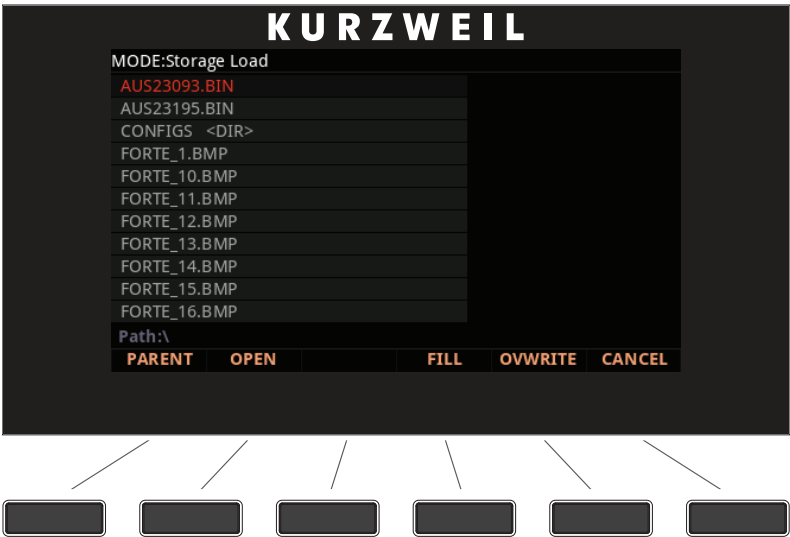 KURZWEIL
MODE:Storage Load
AUS23093.BIN
AUS23195.BIN
CONFIGS <DIR>
FORTE_1.BMP
FORTE_10.BMP
FORTE_11.BMP
FORTE_12.BMP
FORTE_13.BMP
FORTE_14.BMP
FORTE_15.BMP
FORTE_16.BMP
Path:\
PARENT OPEN FILL OVWRITE CANCEL